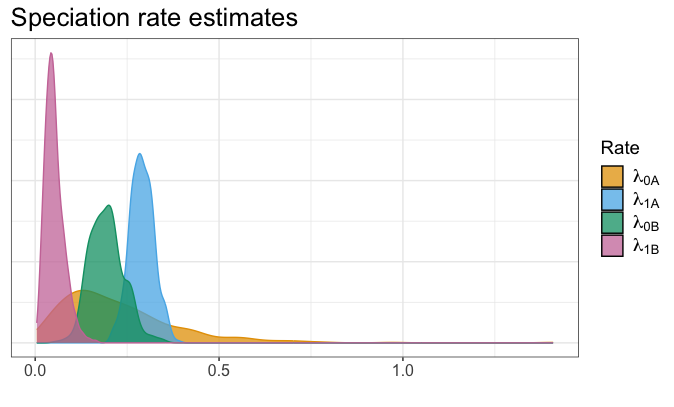 Speciation rate estimates
Rate
λ0A
λ1A
λ0B
λ1B
0.0 0.5 1.0